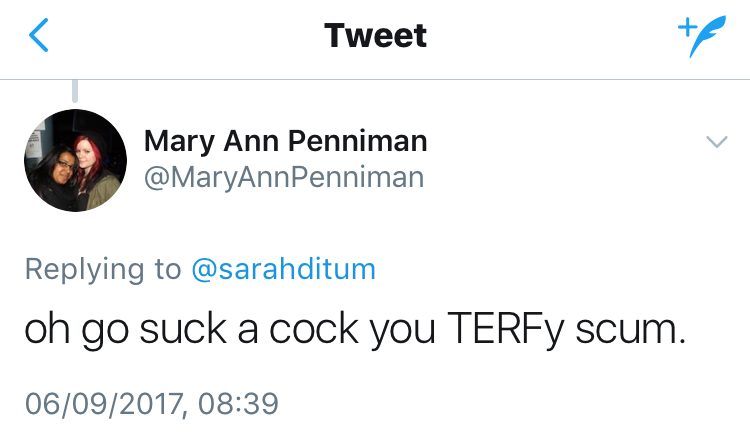 Tweet
Mary Ann Penniman
@MaryAnnPenniman
Replying to @sarahditum
oh go suck a cock you TERFy scum.
06/09/2017, 08:39